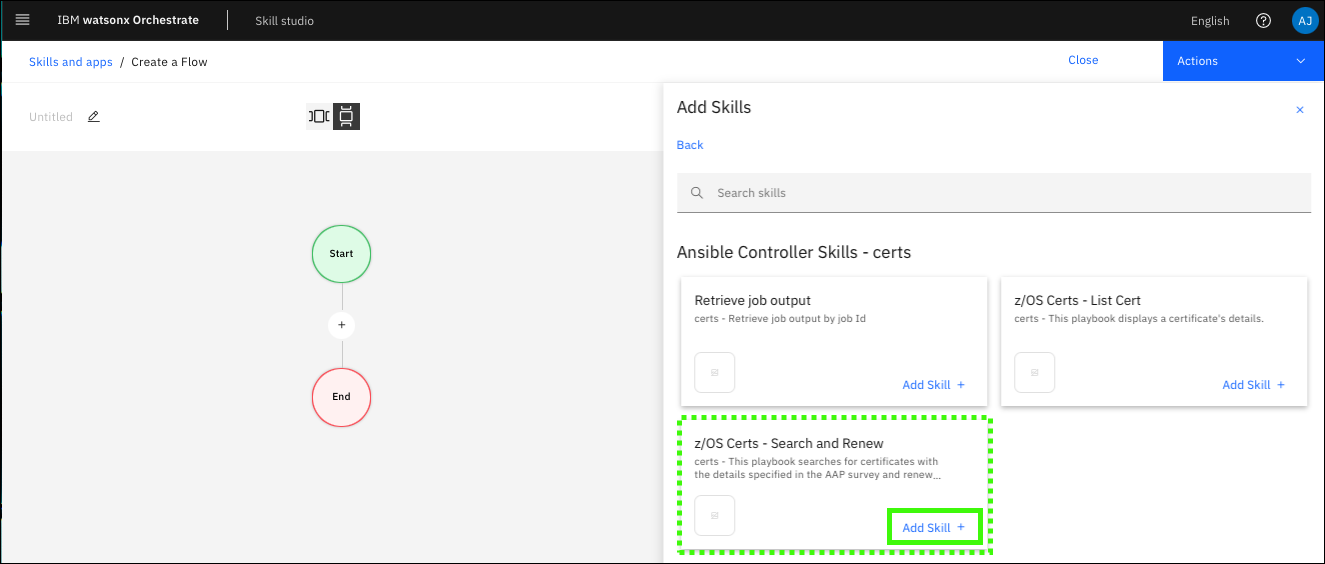 IBM watsonx Orchestrate
Skill studio
English
AJ
Skills and apps / Create a Flow
Close
Actions
Untitled
Add Skills
Back
Search skills
Start
+
End
Ansible Controller Skills - certs
Retrieve job output
certs - Retrieve job output by job Id
Add Skill +
z/OS Certs - List Cert
certs - This playbook displays a certificate's details.
Add Skill +
z/OS Certs - Search and Renew
certs - This playbook searches for certificates with
the details specified in the AAP survey and renew...
Add Skill +